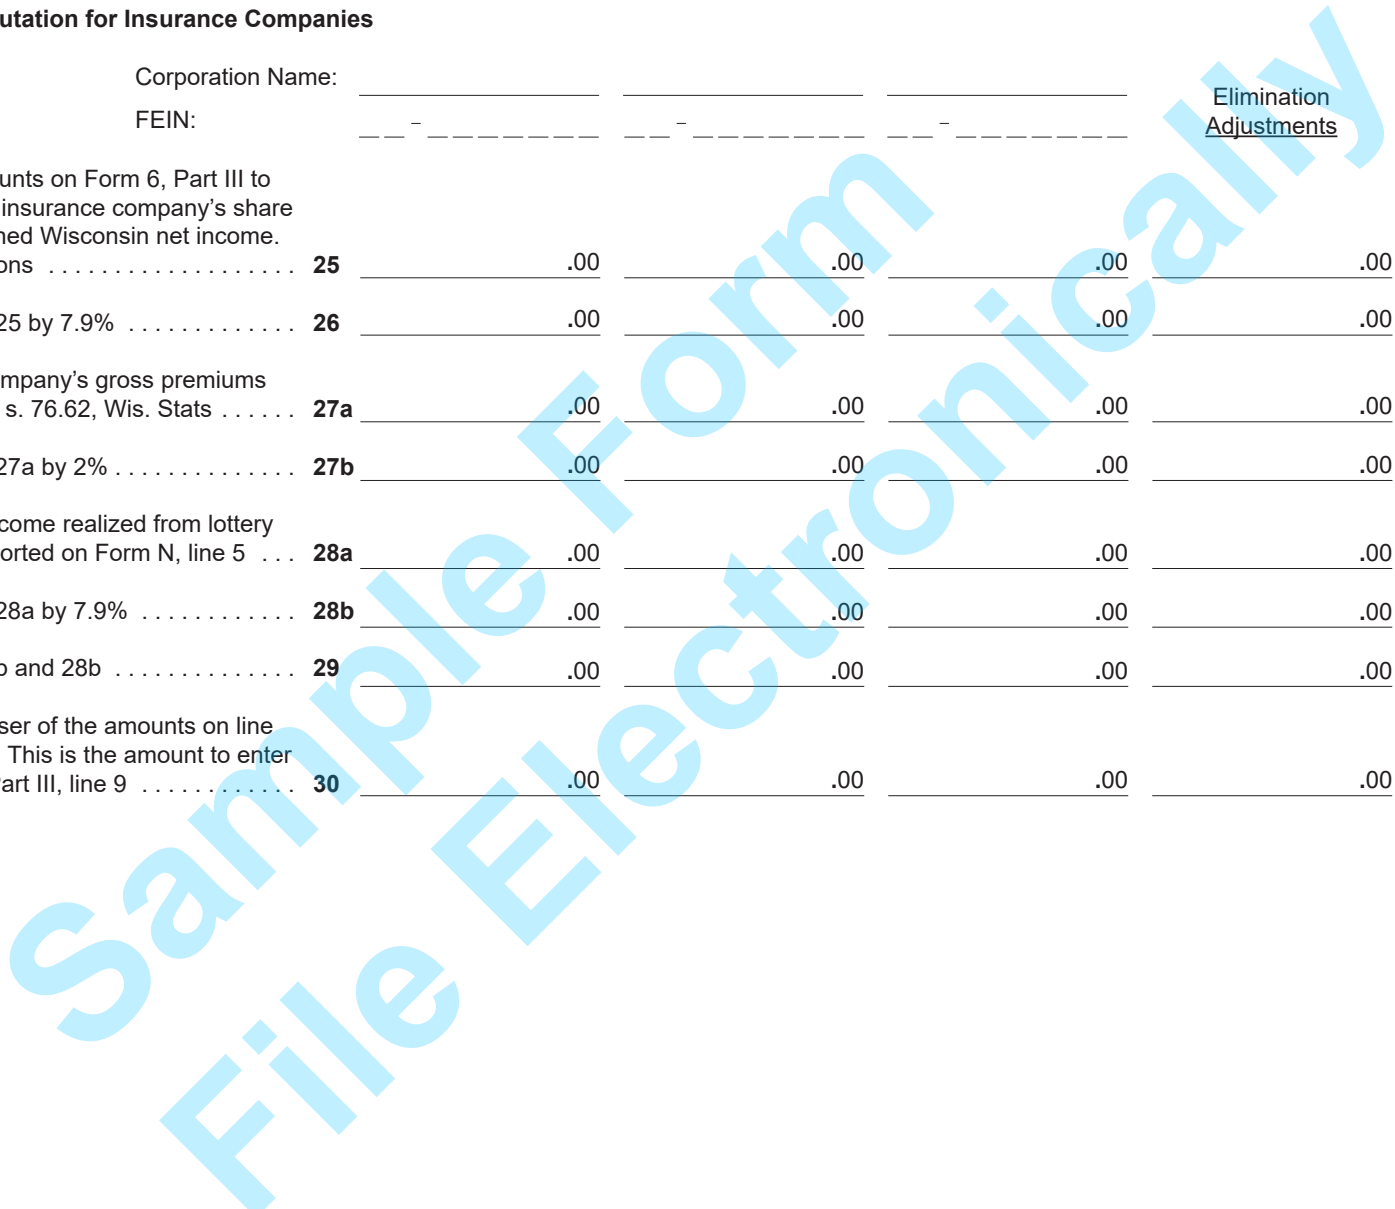 utation for Insurance Companies
Corporation Name:
FEIN:
Elimination
Adjustments
unts on Form 6, Part III to
insurance company’s share
ned Wisconsin net income.
ons . . . . . . . . . . . . . . . . . . . 25 .00 .00 .00 .00
25 by 7.9% . . . . . . . . . . . . . 26 .00 .00 .00 .00
mpany’s gross premiums
s. 76.62, Wis. Stats . . . . . . 27a .00 .00 .00 .00
27a by 2% . . . . . . . . . . . . . . 27b .00 .00 .00 .00
come realized from lottery
orted on Form N, line 5 . . . 28a .00 .00 .00 .00
28a by 7.9% . . . . . . . . . . . . 28b .00 .00 .00 .00
b and 28b . . . . . . . . . . . . . . 29 .00 .00 .00 .00
ser of the amounts on line
This is the amount to enter
Part III, line 9 . . . . . . . . . . . . 30 .00 .00 .00 .00
Sample Form
File Electronically